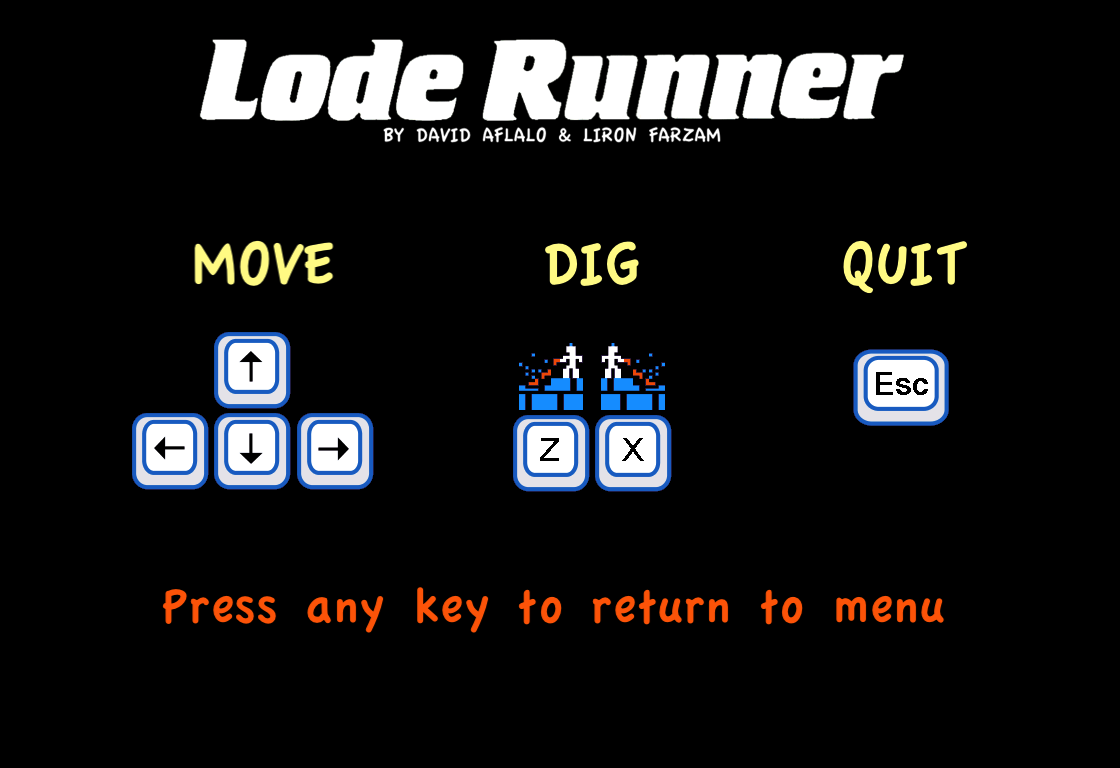 Lode Runner
BY DAVID AFLALO & LIRON FARZAM
MOVE DIG QUIT
↑
Esc
← ↓ → Z X
Press any key to return to menu